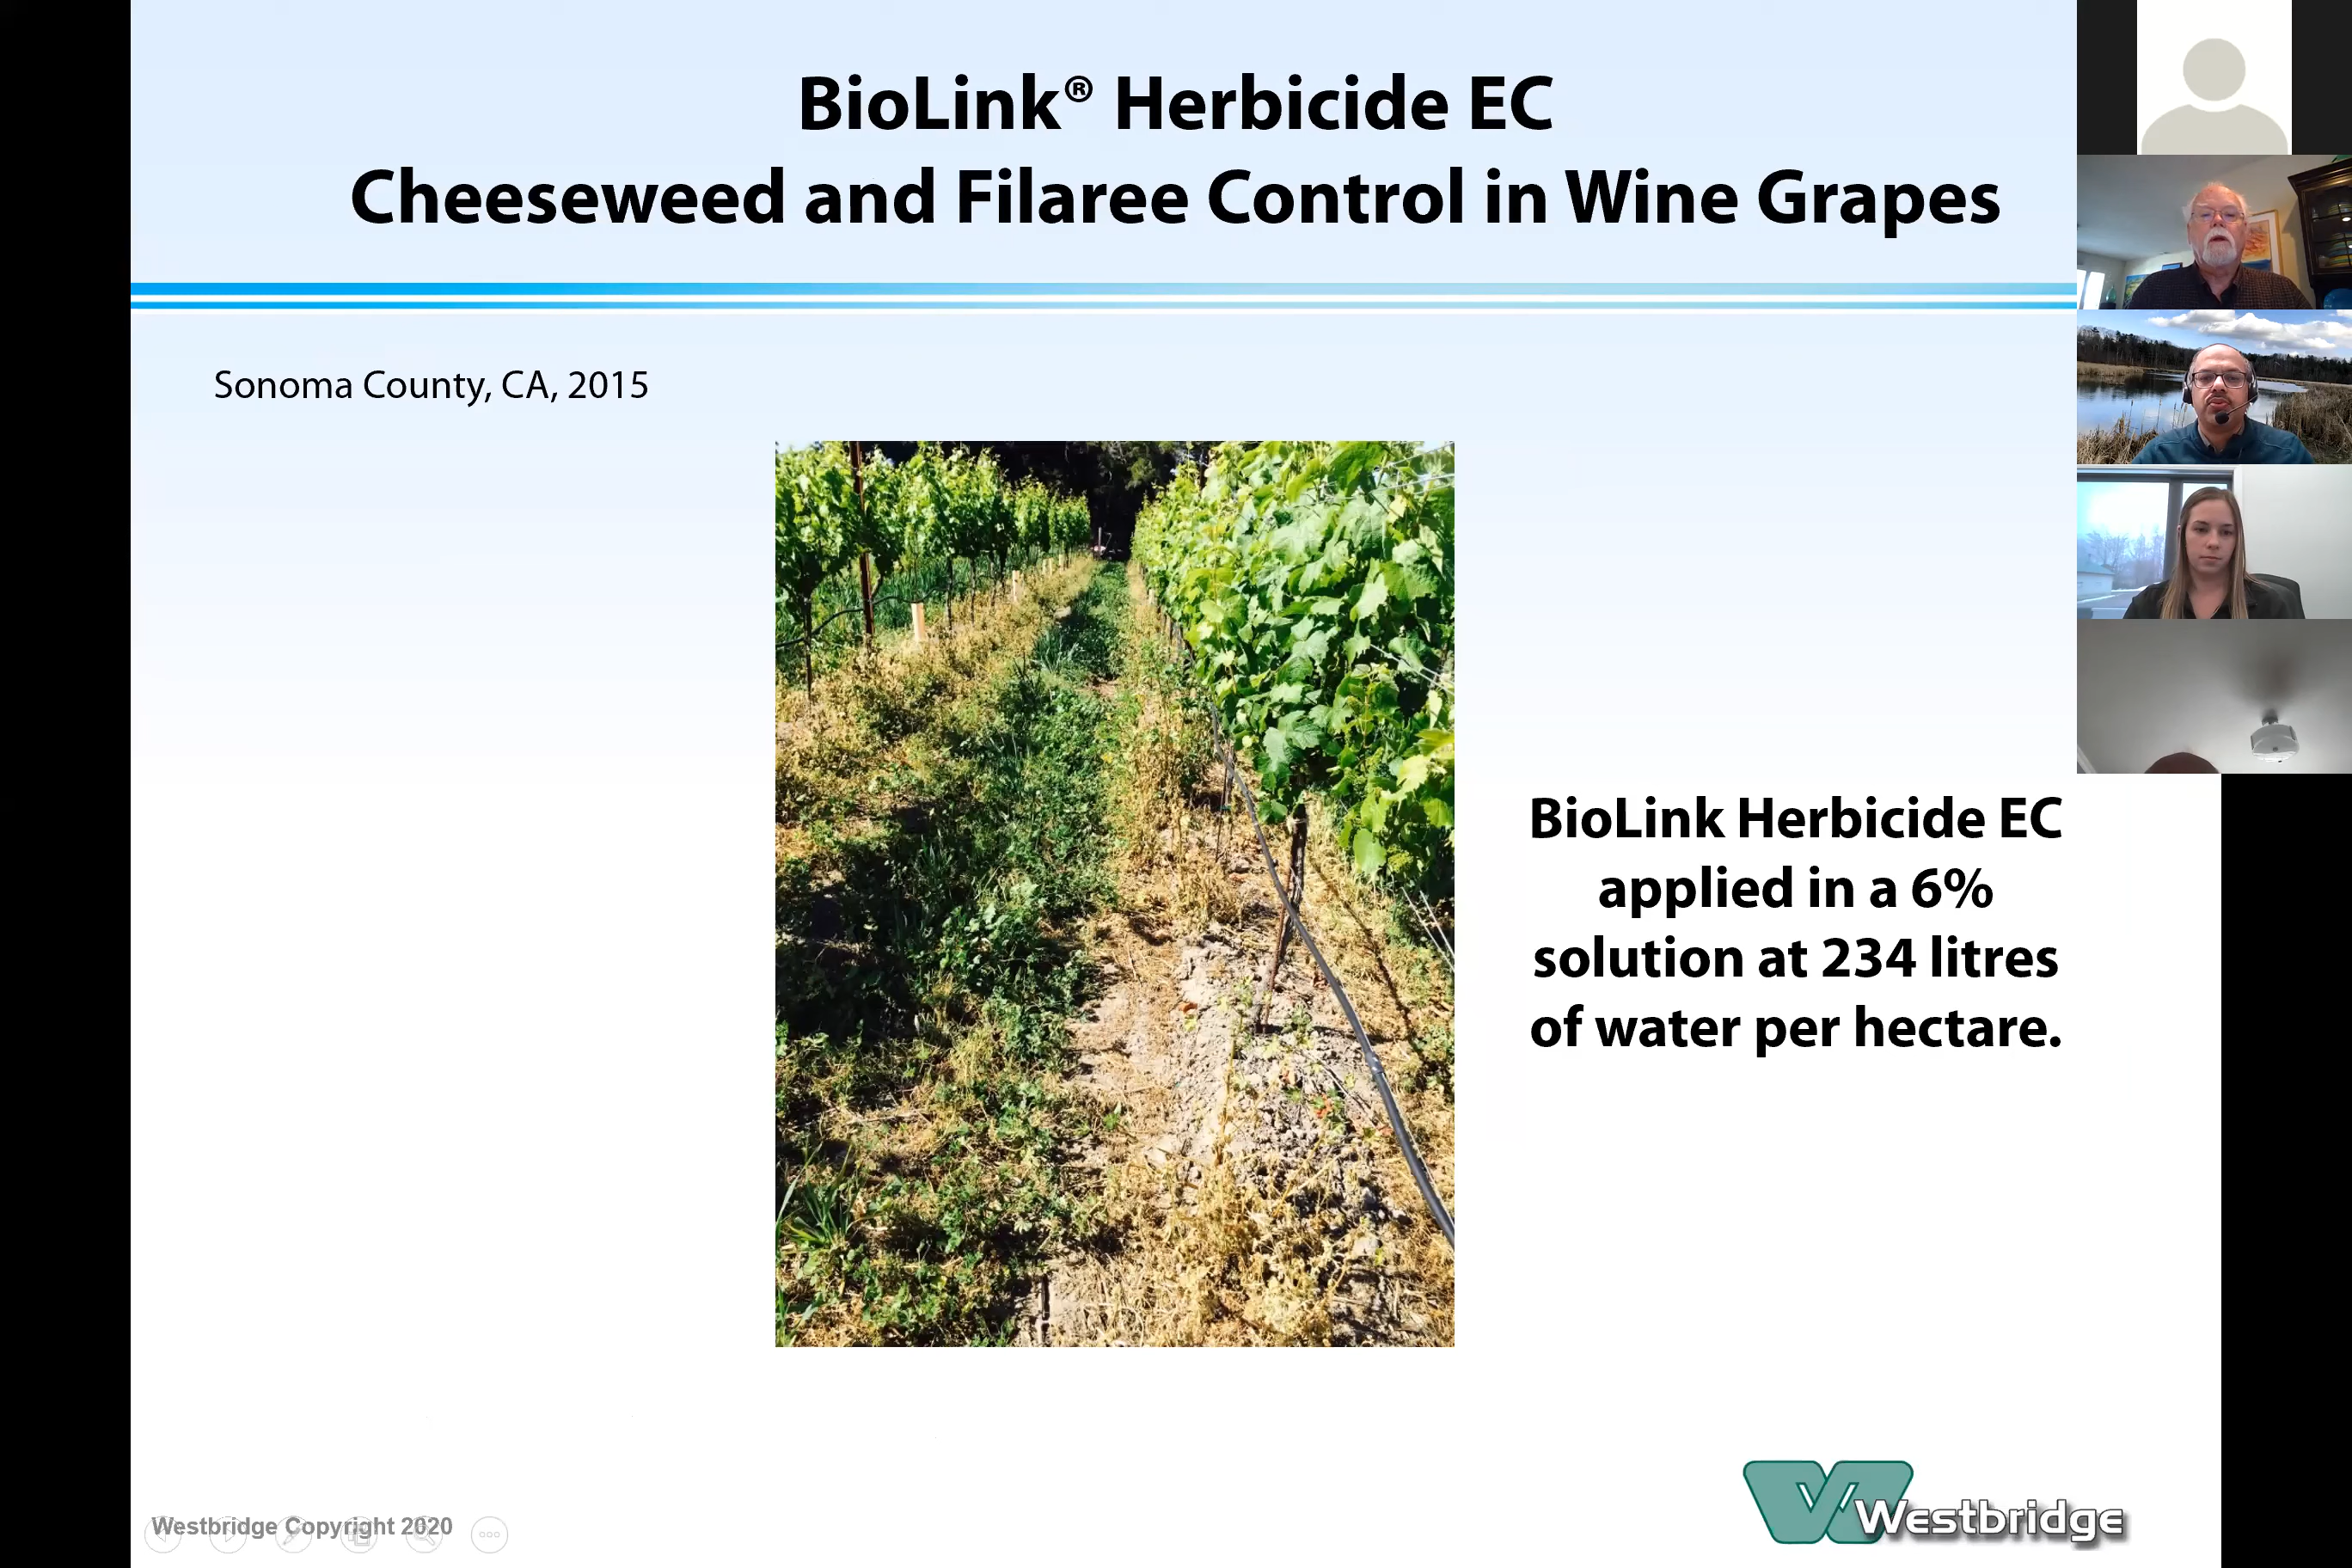 BioLink® Herbicide EC
Cheeseweed and Filaree Control in Wine Grapes
Sonoma County, CA, 2015
BioLink Herbicide EC
applied in a 6%
solution at 234 litres
of water per hectare.
Westbridge Copyright 2020
Westbridge